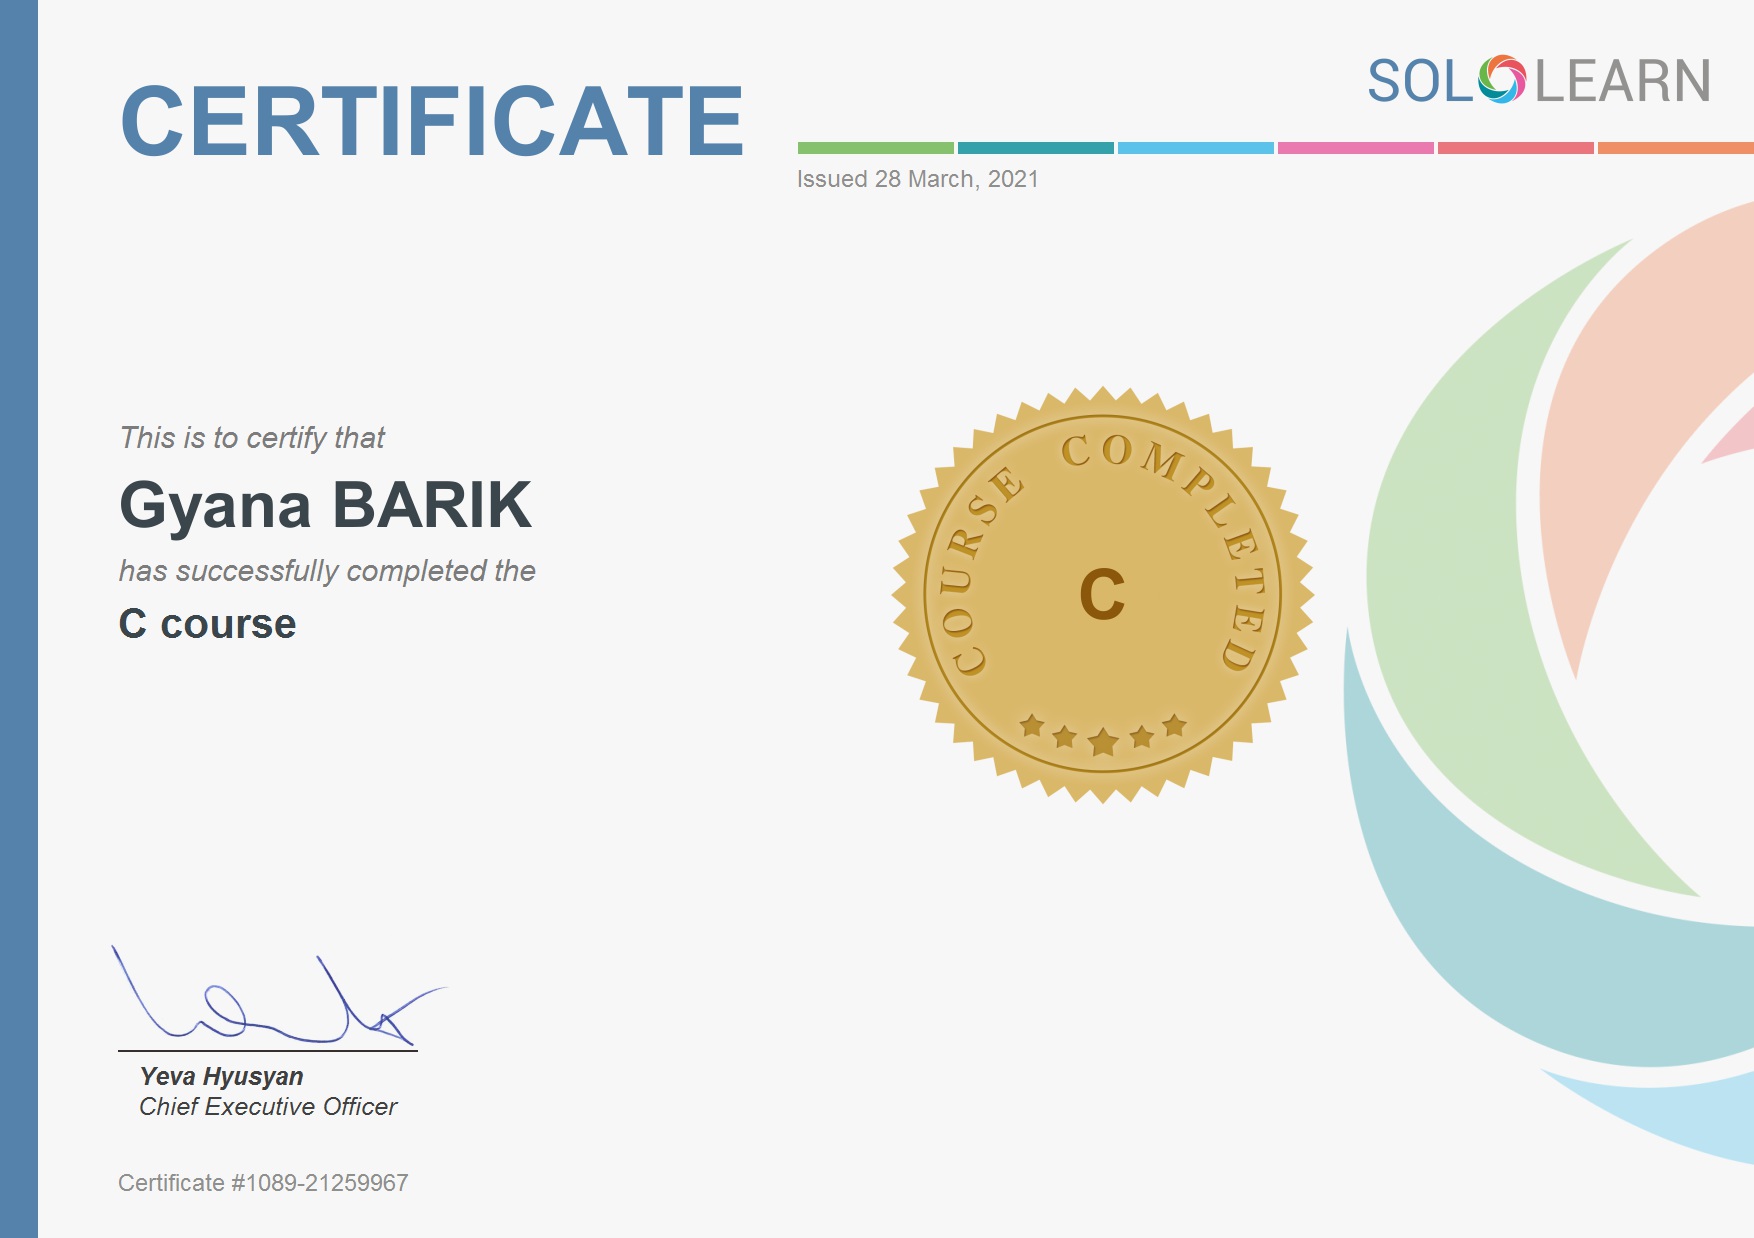 CERTIFICATE
SOLOLEARN
Issued 28 March, 2021
This is to certify that
Gyana BARIK
has successfully completed the
C course
COURSE COMPLETED
C
Yeva Hyusyan
Chief Executive Officer
Certificate #1089-21259967